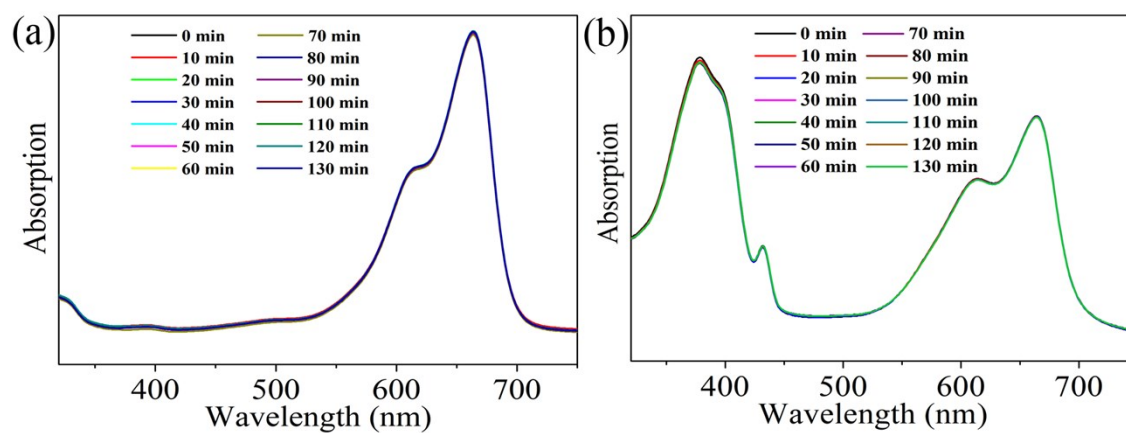 (a)
0 min 70 min
10 min 80 min
20 min 90 min
30 min 100 min
40 min 110 min
50 min 120 min
60 min 130 min
Absorption
400 500 600 700
Wavelength (nm)
(b)
0 min 70 min
10 min 80 min
20 min 90 min
30 min 100 min
40 min 110 min
50 min 120 min
60 min 130 min
Absorption
400 500 600 700
Wavelength (nm)